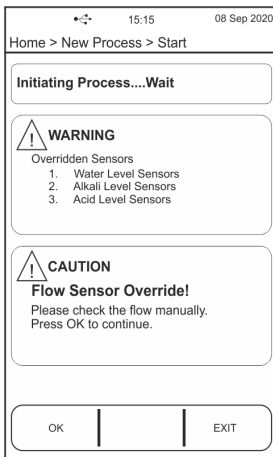 15:15 08 Sep 2020
Home > New Process > Start
Initiating Process....Wait
! WARNING
Overridden Sensors
1. Water Level Sensors
2. Alkali Level Sensors
3. Acid Level Sensors
! CAUTION
Flow Sensor Override!
Please check the flow manually.
Press OK to continue.
OK EXIT